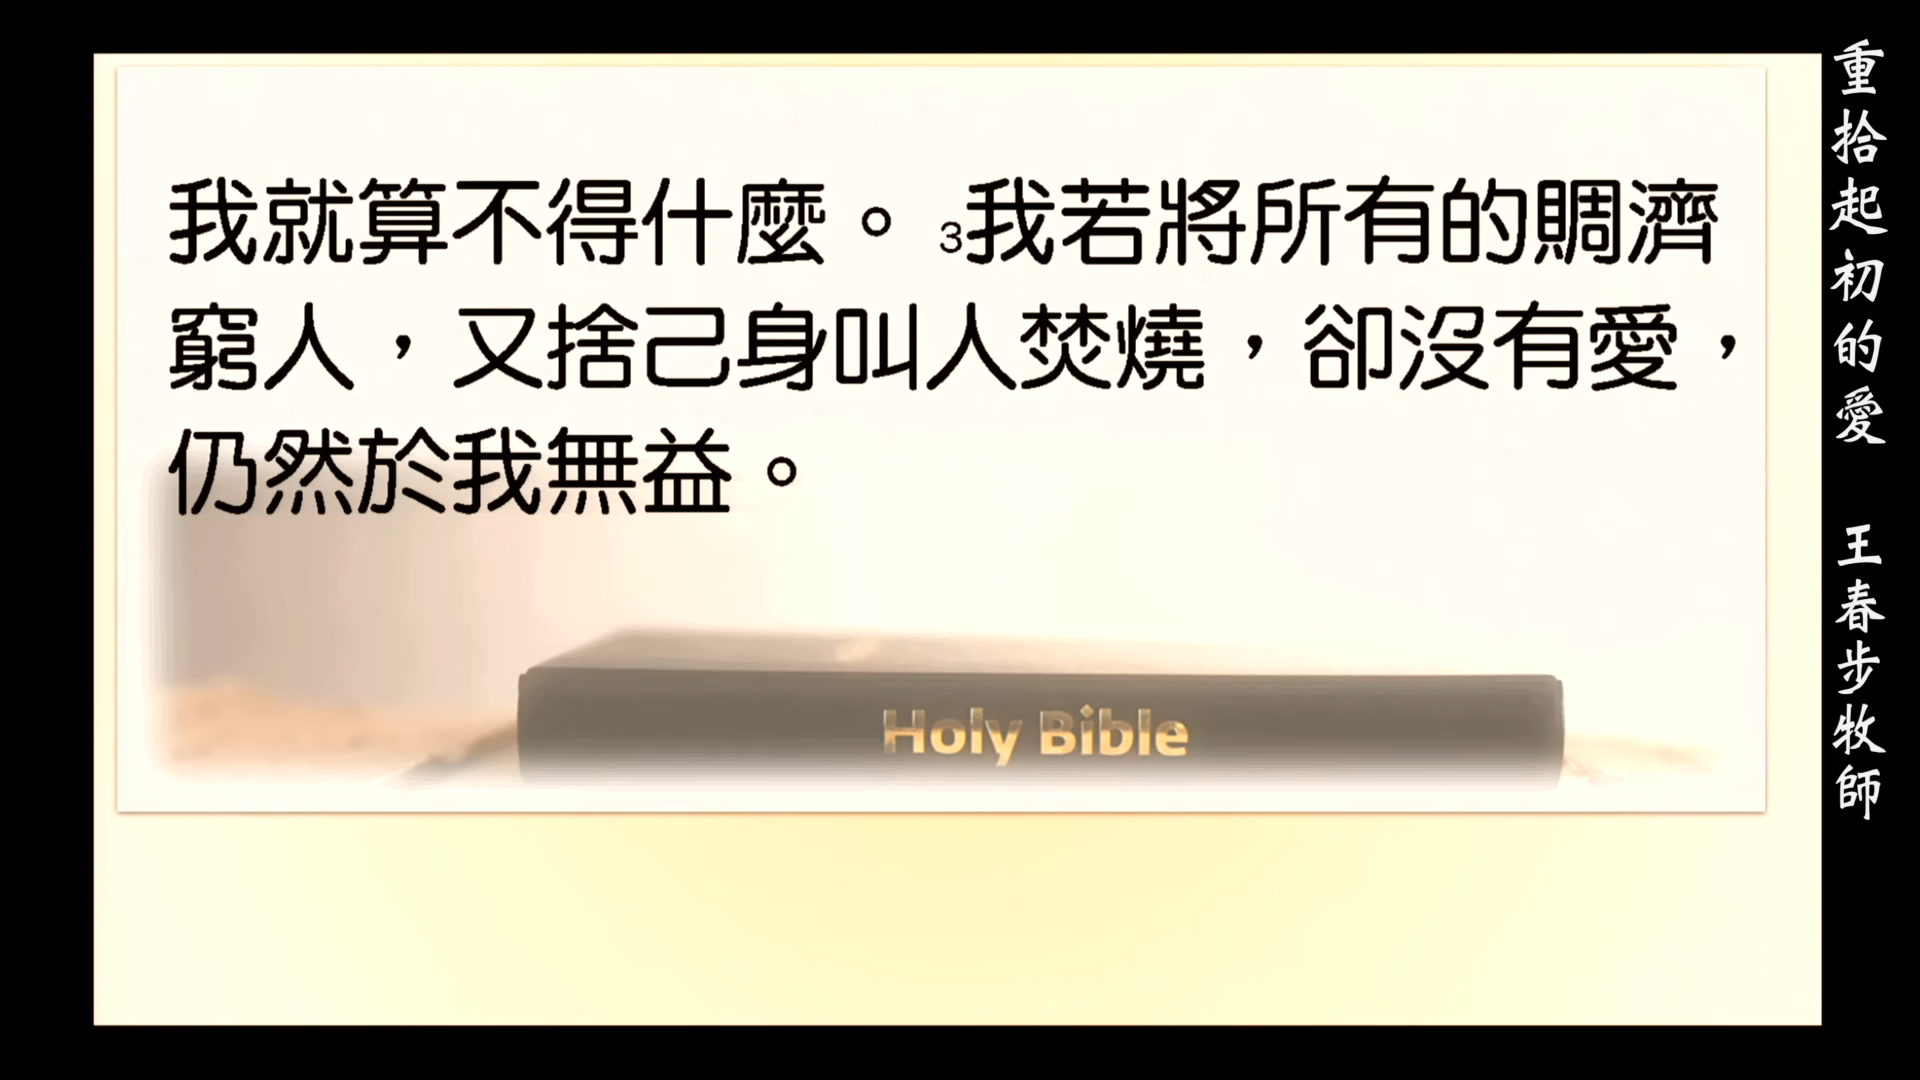 我就算不得什麼。 3我若將所有的賙濟
窮人，又捨己身叫人焚燒，卻沒有愛，
仍然於我無益。
Holy Bible
重拾起初的愛 王春步牧師